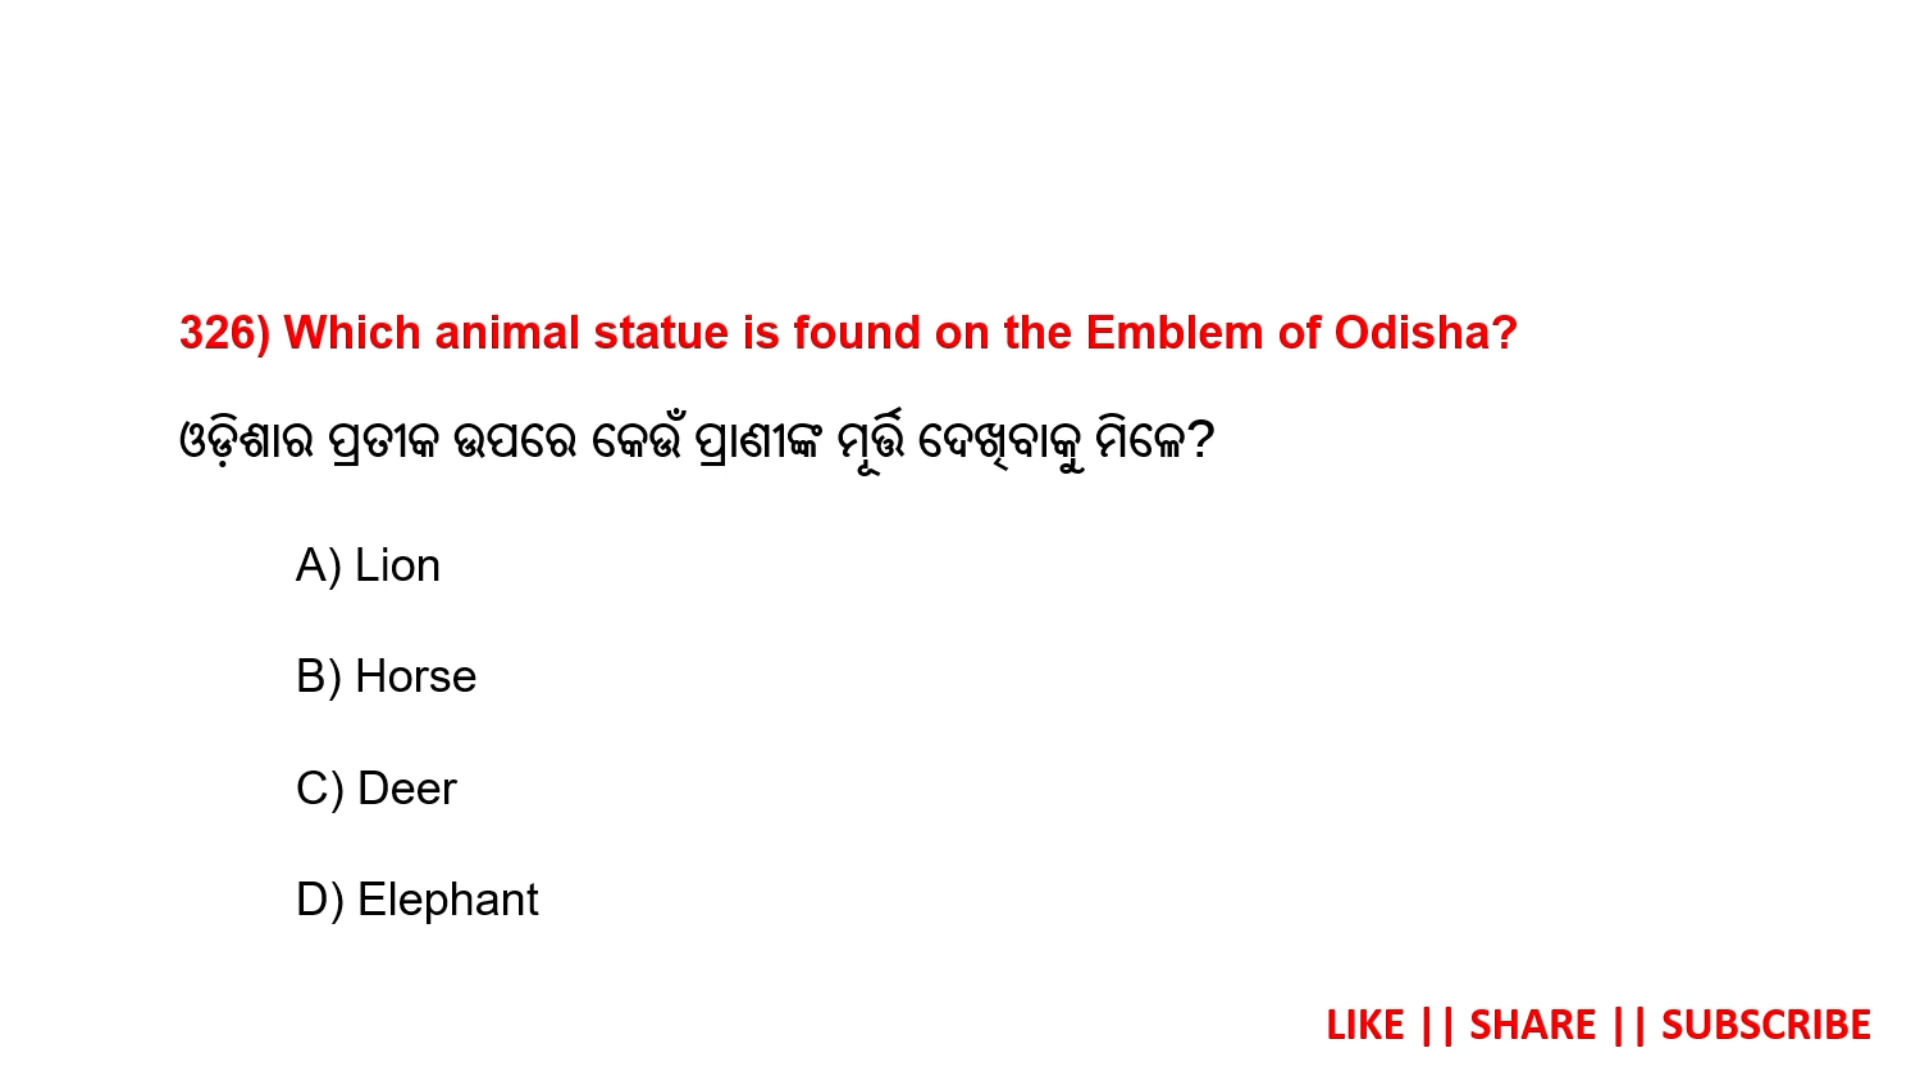 326) Which animal statue is found on the Emblem of Odisha?
ଓଡ଼ିଶାର ପ୍ରତୀକ ଉପରେ କେଉଁ ପ୍ରାଣୀଙ୍କ ମୂର୍ତ୍ତି ଦେଖିବାକୁ ମିଳେ?
A) Lion
B) Horse
C) Deer
D) Elephant
LIKE || SHARE || SUBSCRIBE